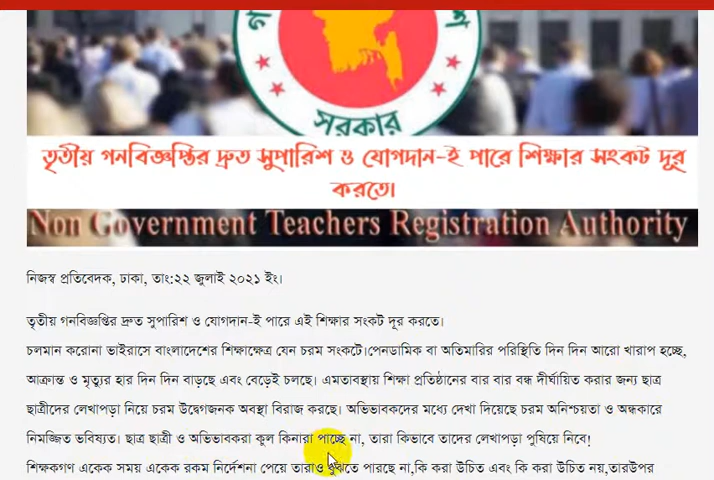 সরকার
তৃতীয় গনবিজ্ঞপ্তির দ্রুত সুপারিশ ও যোগদান-ই পারে শিক্ষার সংকট দূর
করতে।
Non Government Teachers Registration Authority
নিজস্ব প্রতিবেদক, ঢাকা, তাং:২২ জুলাই ২০২১ ইং।
তৃতীয় গনবিজ্ঞপ্তির দ্রুত সুপারিশ ও যোগদান-ই পারে এই শিক্ষার সংকট দূর করতে।
চলমান করোনা ভাইরাসে বাংলাদেশের শিক্ষাক্ষেত্র যেন চরম সংকটে।পেনডামিক বা অতিমারির পরিস্থিতি দিন দিন আরো খারাপ হচ্ছে,
আক্রান্ত ও মৃত্যুর হার দিন দিন বাড়ছে এবং বেড়েই চলছে। এমতাবস্থায় শিক্ষা প্রতিষ্ঠানের বার বার বন্ধ দীর্ঘায়িত করার জন্য ছাত্র
ছাত্রীদের লেখাপড়া নিয়ে চরম উদ্বেগজনক অবস্থা বিরাজ করছে। অভিভাবকদের মধ্যে দেখা দিয়েছে চরম অনিশ্চয়তা ও অন্ধকারে
নিমজ্জিত ভবিষ্যত। ছাত্র ছাত্রী ও অভিভাবকরা কুল কিনারা পাচ্ছে না, তারা কিভাবে তাদের লেখাপড়া পুষিয়ে নিবে!
শিক্ষকগণ একেক সময় একেক রকম নির্দেশনা পেয়ে তারাও বুঝতে পারছে না,কি করা উচিত এবং কি করা উচিত নয়,তারউপর